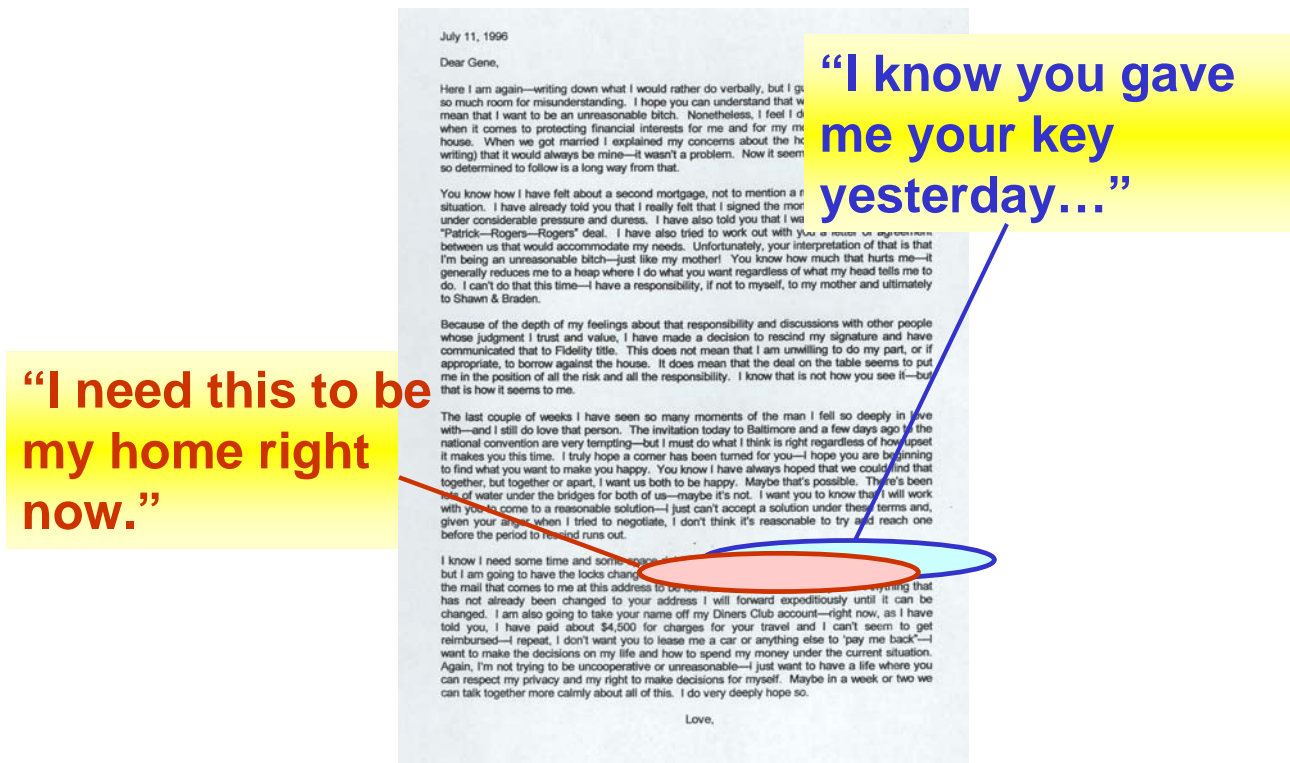 July 11, 1996
Dear Gene,
Here I am again—writing down what I would rather do verbally, but I
so much room for misunderstanding. I hope you can understand that
mean that I want to be an unreasonable bitch. Nonetheless, I feel I
when it comes to protecting financial interests for me and for my
house. When we got married I explained my concerns about the
writing) that it would always be mine—it wasn't a problem. Now it
so determined to follow is a long way from that.
You know how I have felt about a second mortgage, not to mention a
situation. I have already told you that I really felt that I signed the
under considerable pressure and duress. I have also told you that I
"Patrick—Rogers—Rogers" deal. I have also tried to work out with you a letter of agreement
between us that would accommodate my needs. Unfortunately, your interpretation of that is that
I'm being an unreasonable bitch—just like my mother! You know how much that hurts me—it
generally reduces me to a heap where I do what you want regardless of what my head tells me to
do. I can't do that this time—I have a responsibility, if not to myself, to my mother and ultimately
to Shawn & Braden.
Because of the depth of my feelings about that responsibility and discussions with other people
whose judgment I trust and value, I have made a decision to rescind my signature and have
communicated that to Fidelity title. This does not mean that I am unwilling to do my part, or if
appropriate, to borrow against the house. It does mean that the deal on the table seems to put
me in the position of all the risk and all the responsibility. I know that is not how you see it—but
that is how it seems to me.
The last couple of weeks I have seen so many moments of the man I fell so deeply in love
with—and I still do love that person. The invitation today to Baltimore and a few days ago to the
national convention are very tempting—but I must do what I think is right regardless of how upset
it makes you this time. I truly hope a corner has been turned for you—I hope you are beginning
to find what you want to make you happy. You know I have always hoped that we could find that
together, but together or apart, I want us both to be happy. Maybe that's possible. There's been
lots of water under the bridges for both of us—maybe it's not. I want you to know that I will work
with you to come to a reasonable solution—I just can't accept a solution under these terms and,
given your anger when I tried to negotiate, I don't think it's reasonable to try and reach one
before the period to rescind runs out.
I know I need some time and some space
but I am going to have the locks
the mail that comes to me at this address to be that
has not already been changed to your address I will forward expeditiously until it can be
changed. I am also going to take your name off my Diners Club account—right now, as I have
told you, I have paid about $4,500 for charges for your travel and I can't seem to get
reimbursed—I repeat, I don't want you to lease me a car or anything else to 'pay me back"—I
want to make the decisions on my life and how to spend my money under the current situation.
Again, I'm not trying to be uncooperative or unreasonable—I just want to have a life where you
can respect my privacy and my right to make decisions for myself. Maybe in a week or two we
can talk together more calmly about all of this. I do very deeply hope so.
Love,
“I know you gave
me your key
yesterday…”
“I need this to be
my home right
now.”